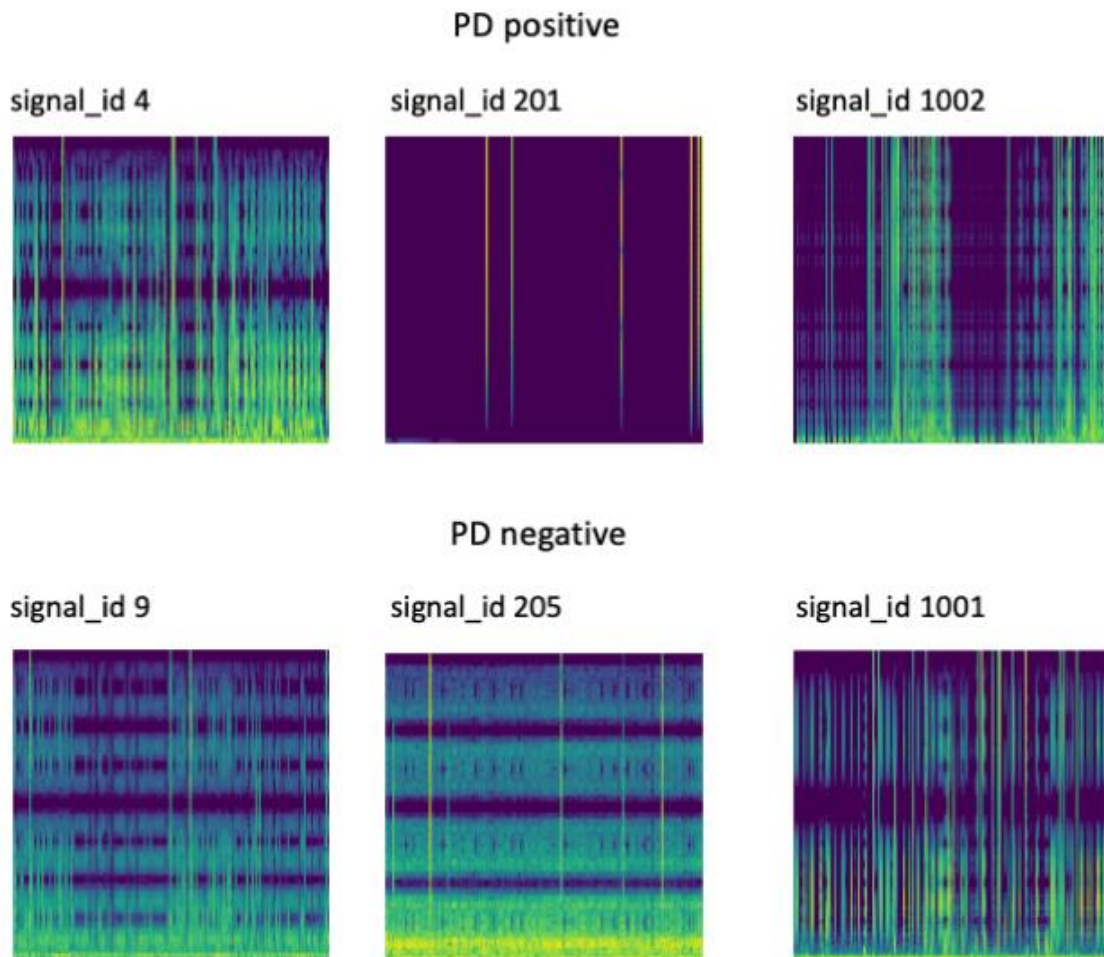 PD positive
signal_id 4 signal_id 201 signal_id 1002
PD negative
signal_id 9 signal_id 205 signal_id 1001